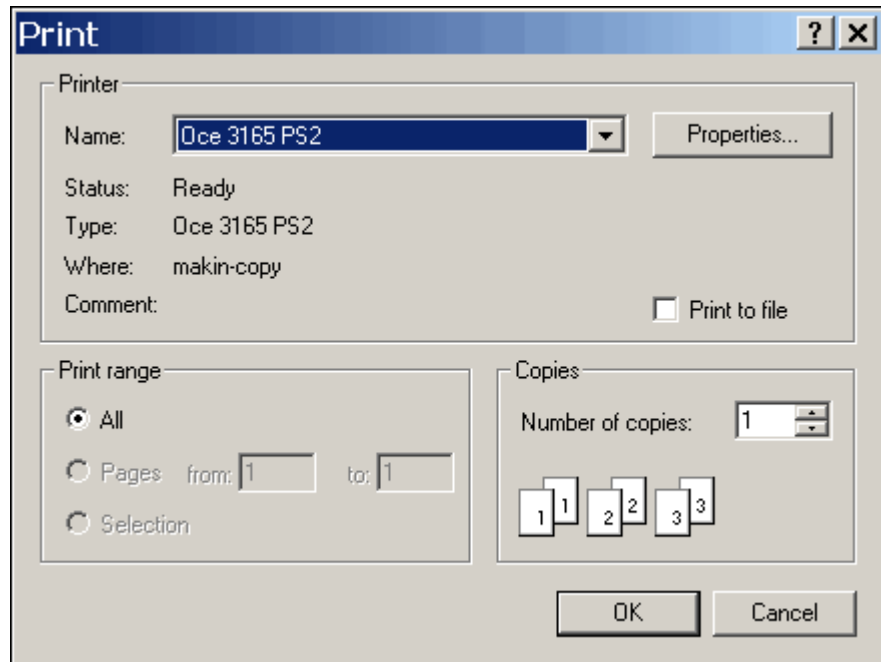 Print
Printer
Name: Oce 3165 PS2 Properties...
Status: Ready
Type: Oce 3165 PS2
Where: makin-copy
Comment:
Print to file
Print range
All
Pages from: 1 to: 1
Selection
Copies
Number of copies: 1
1 1 2 2 3 3
OK Cancel